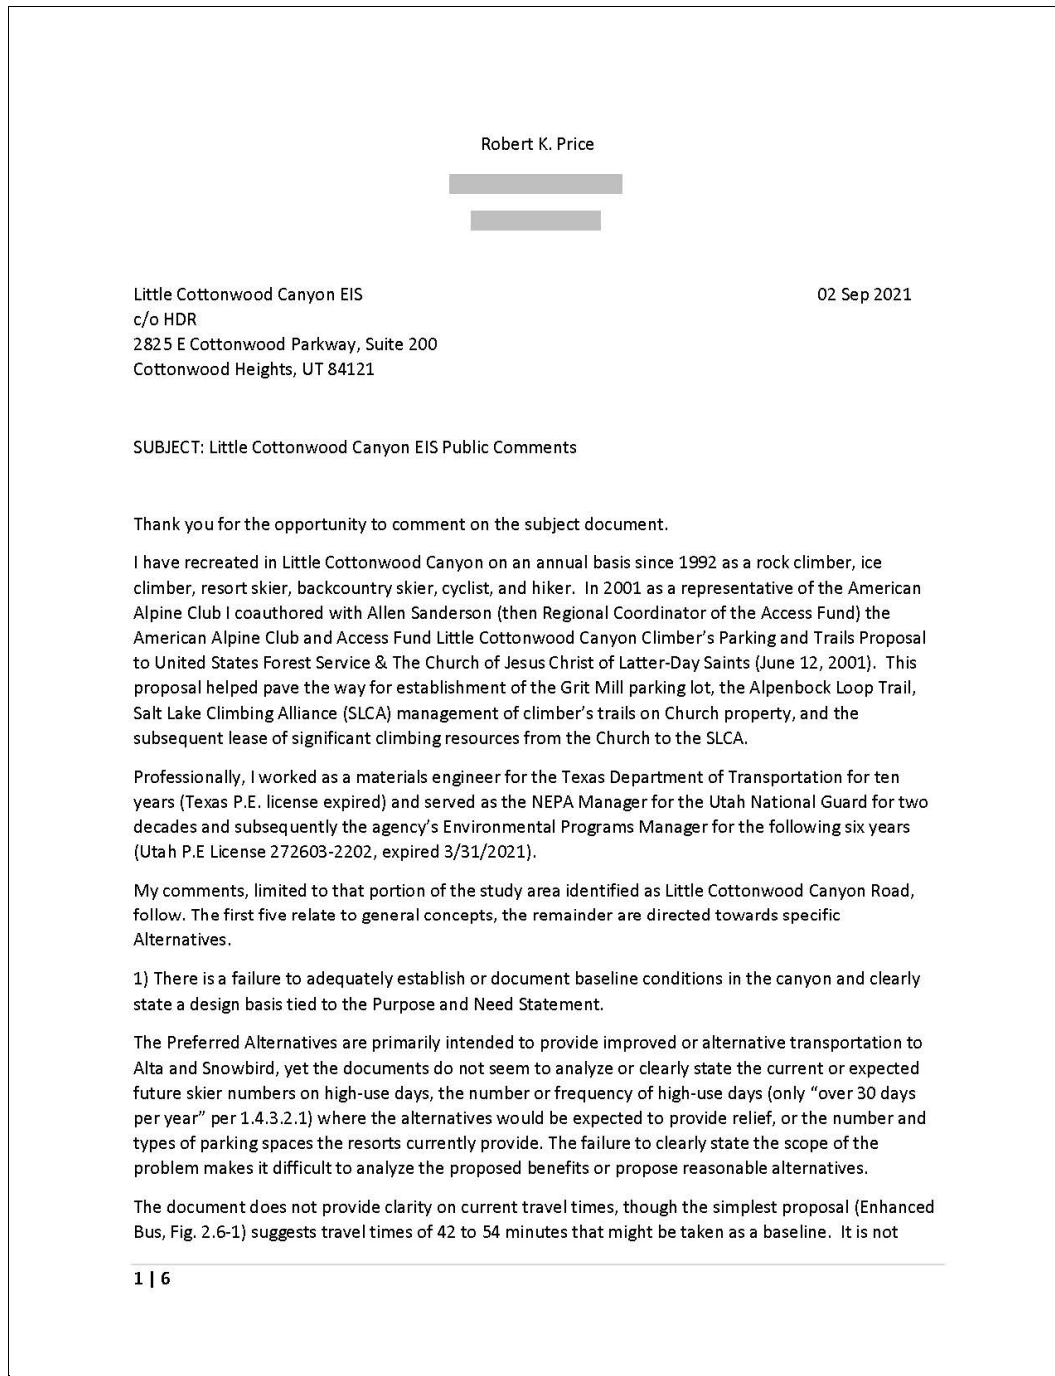 Robert K. Price
Little Cottonwood Canyon EIS 02 Sep 2021
c/o HDR
2825 E Cottonwood Parkway, Suite 200
Cottonwood Heights, UT 84121
SUBJECT: Little Cottonwood Canyon EIS Public Comments
Thank you for the opportunity to comment on the subject document.
I have recreated in Little Cottonwood Canyon on an annual basis since 1992 as a rock climber, ice
climber, resort skier, backcountry skier, cyclist, and hiker. In 2001 as a representative of the American
Alpine Club I coauthored with Allen Sanderson (then Regional Coordinator of the Access Fund) the
American Alpine Club and Access Fund Little Cottonwood Canyon Climber's Parking and Trails Proposal
to United States Forest Service & The Church of Jesus Christ of Latter-Day Saints (June 12, 2001). This
proposal helped pave the way for establishment of the Grit Mill parking lot, the Alpenbock Loop Trail,
Salt Lake Climbing Alliance (SLCA) management of climber's trails on Church property, and the
subsequent lease of significant climbing resources from the Church to the SLCA.
Professionally, I worked as a materials engineer for the Texas Department of Transportation for ten
years (Texas P.E. license expired) and served as the NEPA Manager for the Utah National Guard for two
decades and subsequently the agency's Environmental Programs Manager for the following six years
(Utah P.E License 272603-2202, expired 3/31/2021).
My comments, limited to that portion of the study area identified as Little Cottonwood Canyon Road,
follow. The first five relate to general concepts, the remainder are directed towards specific
Alternatives.
1) There is a failure to adequately establish or document baseline conditions in the canyon and clearly
state a design basis tied to the Purpose and Need Statement.
The Preferred Alternatives are primarily intended to provide improved or alternative transportation to
Alta and Snowbird, yet the documents do not seem to analyze or clearly state the current or expected
future skier numbers on high-use days, the number or frequency of high-use days (only "over 30 days
per year" per 1.4.3.2.1) where the alternatives would be expected to provide relief, or the number and
types of parking spaces the resorts currently provide. The failure to clearly state the scope of the
problem makes it difficult to analyze the proposed benefits or propose reasonable alternatives.
The document does not provide clarity on current travel times, though the simplest proposal (Enhanced
Bus, Fig. 2.6-1) suggests travel times of 42 to 54 minutes that might be taken as a baseline. It is not
1 | 6